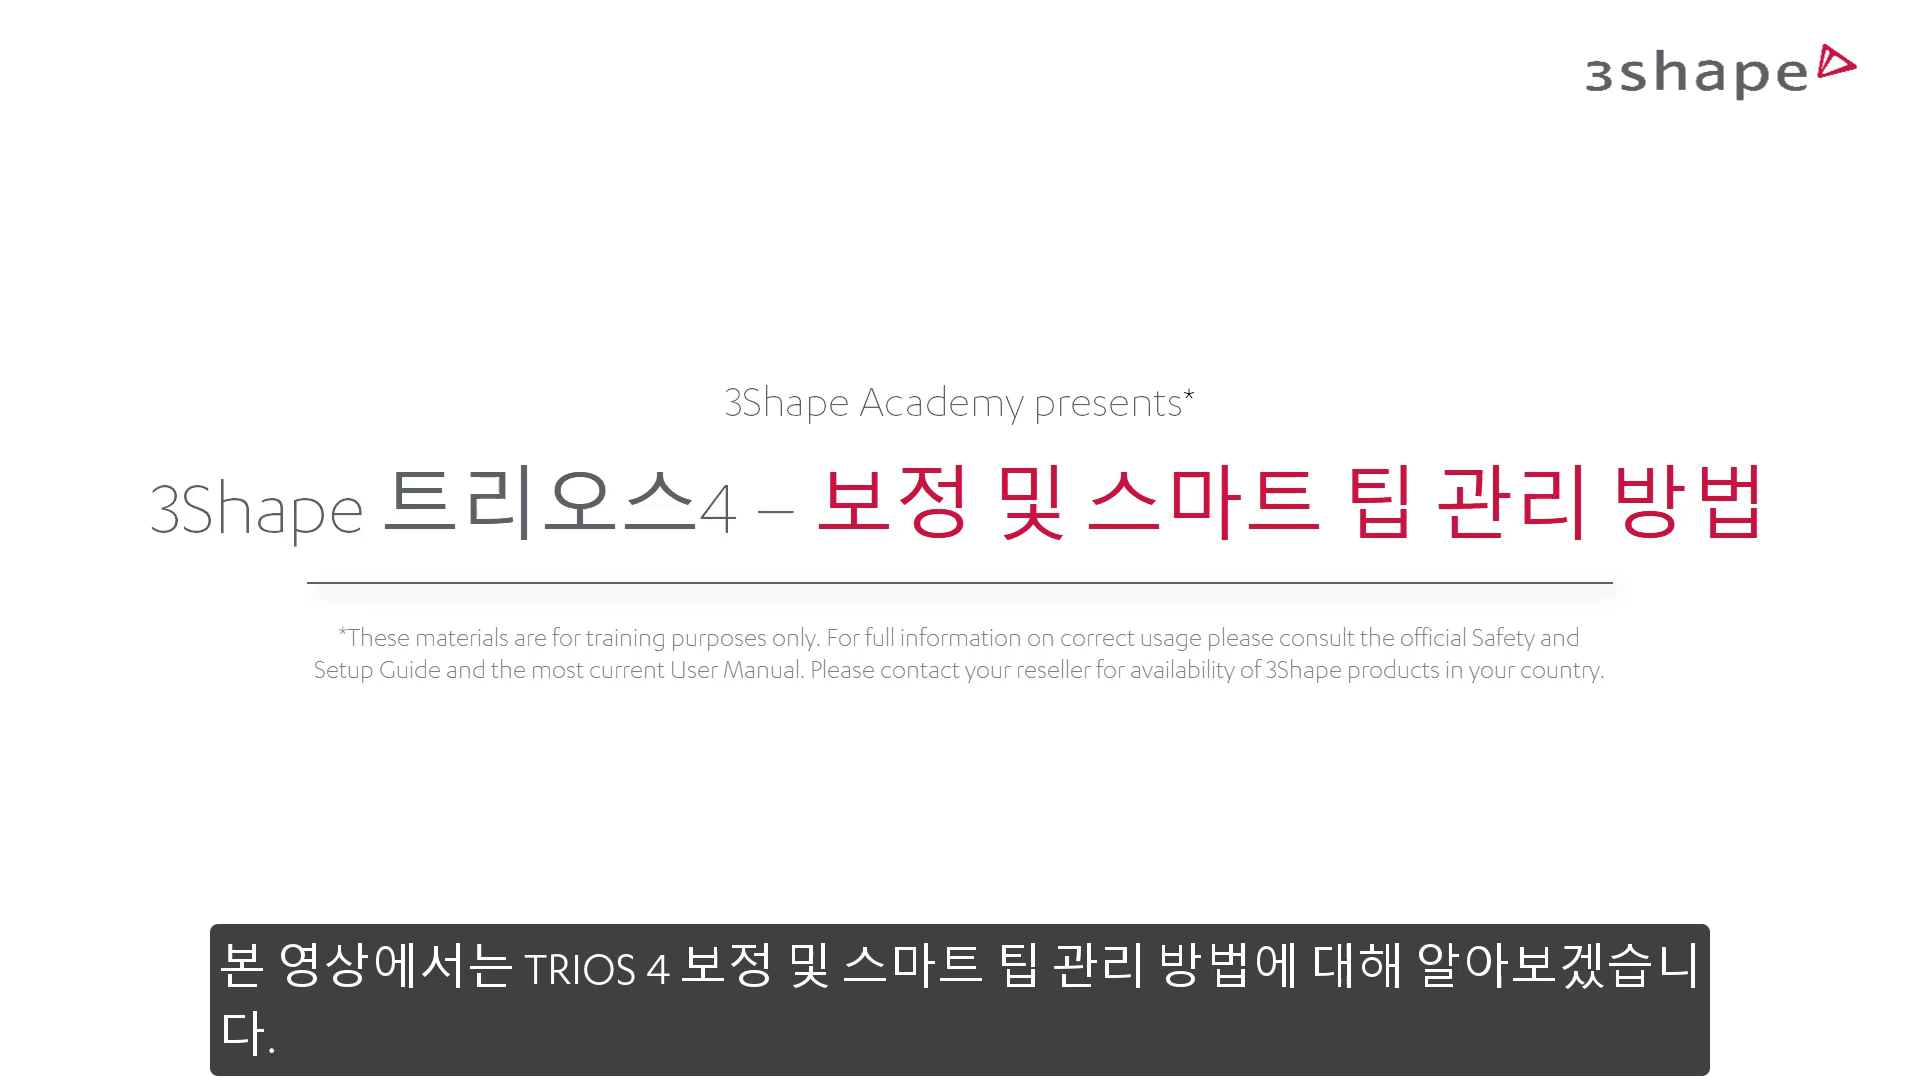 3shape
3Shape Academy presents*
3Shape 트리오스4 – 보정 및 스마트 팁 관리 방법
*These materials are for training purposes only. For full information on correct usage please consult the official Safety and
Setup Guide and the most current User Manual. Please contact your reseller for availability of 3Shape products in your country.
본 영상에서는 TRIOS 4 보정 및 스마트 팁 관리 방법에 대해 알아보겠습니
다.